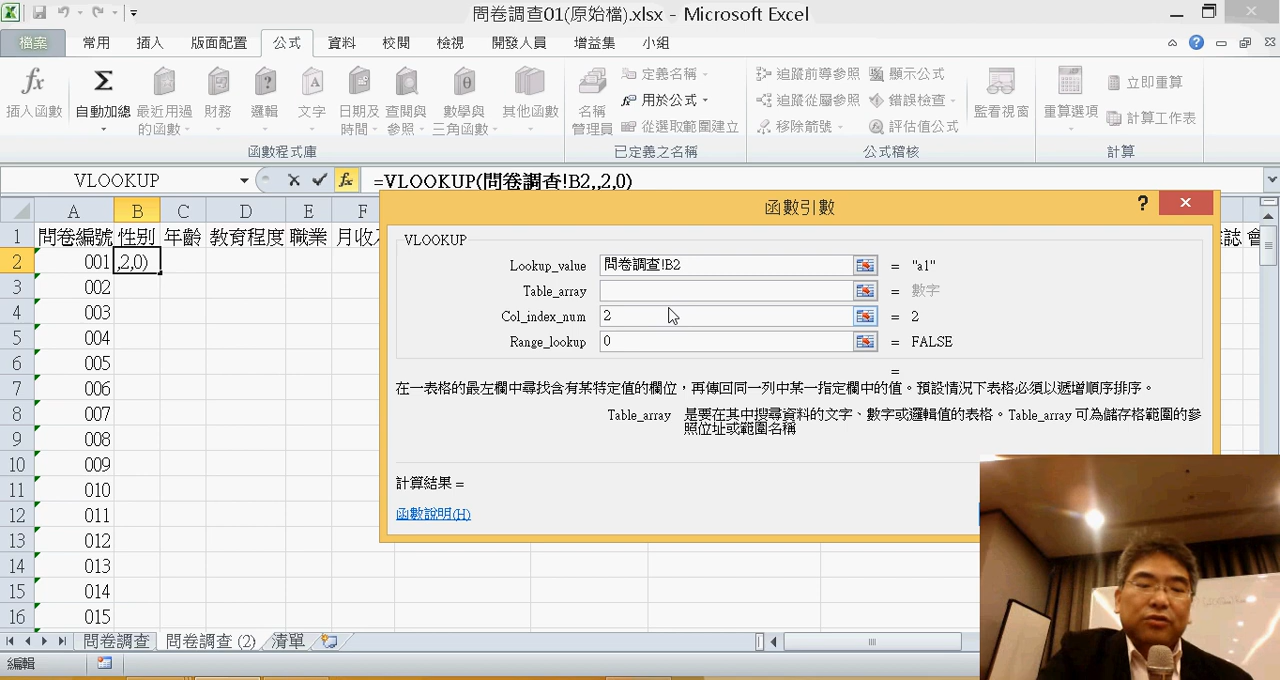 問卷調查01(原始檔).xlsx - Microsoft Excel
檔案 常用 插入 版面配置 公式 資料 校閱 檢視 開發人員 增益集 小組
插入函數 自動加總 最近用過的函數 財務 邏輯 文字 日期及時間 查閱與參照 數學與三角函數 其他函數
函數程式庫
名稱管理員 定義名稱 用於公式 從選取範圍建立
已定義之名稱
追蹤前導參照 追蹤從屬參照 移除箭號 顯示公式 錯誤檢查 評估值公式 監看視窗
公式稽核
重算選項 立即重算 計算工作表
計算
VLOOKUP =VLOOKUP(問卷調查!B2,,2,0)
A B C D E F
1 問卷編號 性別 年齡 教育程度 職業 月收入
2 001 ,2,0)
3 002
4 003
5 004
6 005
7 006
8 007
9 008
10 009
11 010
12 011
13 012
14 013
15 014
16 015
函數引數
VLOOKUP
Lookup_value 問卷調查!B2 = "a1"
Table_array = 數字
Col_index_num 2 = 2
Range_lookup 0 = FALSE
=
在一表格的最左欄中尋找含有某特定值的欄位，再傳回同一列中某一指定欄中的值。預設情況下表格必須以遞增順序排序。
Table_array 是要在其中搜尋資料的文字、數字或邏輯值的表格。Table_array 可為儲存格範圍的參
照位址或範圍名稱
計算結果 =
函數說明(H)
問卷調查 問卷調查 (2) 清單
編輯